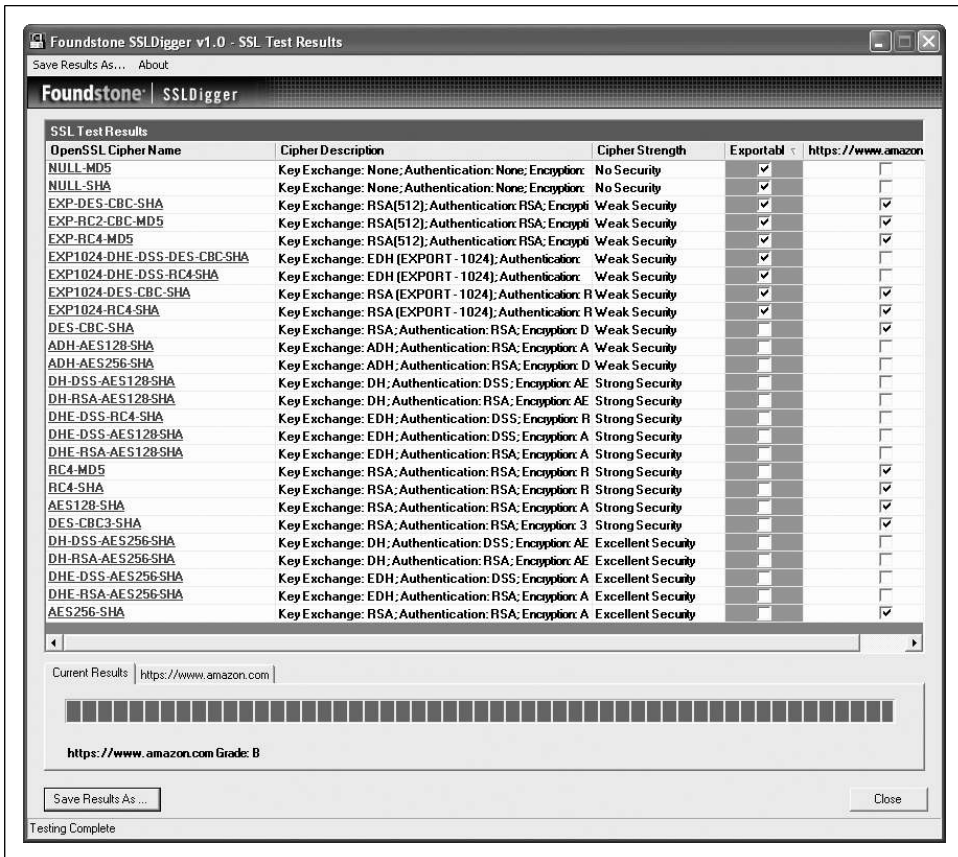 Foundstone SSLDigger v1.0 - SSL Test Results
Save Results As... About
Foundstone | SSLDigger
SSL Test Results
OpenSSL Cipher Name Cipher Description Cipher Strength Exportabl https://www.amazon
NULL-MD5 Key Exchange: None; Authentication: None; Encryption: No Security
NULL-SHA Key Exchange: None; Authentication: None; Encryption: No Security
EXP-DES-CBC-SHA Key Exchange: RSA(512); Authentication: RSA; Encrypti Weak Security
EXP-RC2-CBC-MD5 Key Exchange: RSA(512); Authentication: RSA; Encrypti Weak Security
EXP-RC4-MD5 Key Exchange: RSA(512); Authentication: RSA; Encrypti Weak Security
EXP1024-DHE-DSS-DES-CBC-SHA Key Exchange: EDH (EXPORT - 1024); Authentication: Weak Security
EXP1024-DHE-DSS-RC4-SHA Key Exchange: EDH (EXPORT - 1024); Authentication: Weak Security
EXP1024-DES-CBC-SHA Key Exchange: RSA (EXPORT - 1024); Authentication: R Weak Security
EXP1024-RC4-SHA Key Exchange: RSA (EXPORT - 1024); Authentication: R Weak Security
DES-CBC-SHA Key Exchange: RSA; Authentication: RSA; Encryption: D Weak Security
ADH-AES128-SHA Key Exchange: ADH; Authentication: RSA; Encryption: A Weak Security
ADH-AES256-SHA Key Exchange: ADH; Authentication: RSA; Encryption: D Weak Security
DH-DSS-AES128-SHA Key Exchange: DH; Authentication: DSS; Encryption: AE Strong Security
DH-RSA-AES128-SHA Key Exchange: DH; Authentication: RSA; Encryption: AE Strong Security
DHE-DSS-RC4-SHA Key Exchange: EDH; Authentication: DSS; Encryption: R Strong Security
DHE-DSS-AES128-SHA Key Exchange: EDH; Authentication: DSS; Encryption: A Strong Security
DHE-RSA-AES128-SHA Key Exchange: EDH; Authentication: RSA; Encryption: A Strong Security
RC4-MD5 Key Exchange: RSA; Authentication: RSA; Encryption: R Strong Security
RC4-SHA Key Exchange: RSA; Authentication: RSA; Encryption: R Strong Security
AES128-SHA Key Exchange: RSA; Authentication: RSA; Encryption: A Strong Security
DES-CBC3-SHA Key Exchange: RSA; Authentication: RSA; Encryption: 3 Strong Security
DH-DSS-AES256-SHA Key Exchange: DH; Authentication: DSS; Encryption: AE Excellent Security
DH-RSA-AES256-SHA Key Exchange: DH; Authentication: RSA; Encryption: AE Excellent Security
DHE-DSS-AES256-SHA Key Exchange: EDH; Authentication: DSS; Encryption: A Excellent Security
DHE-RSA-AES256-SHA Key Exchange: EDH; Authentication: RSA; Encryption: A Excellent Security
AES256-SHA Key Exchange: RSA; Authentication: RSA; Encryption: A Excellent Security
Current Results https://www.amazon.com
https://www.amazon.com Grade: B
Save Results As ... Close
Testing Complete